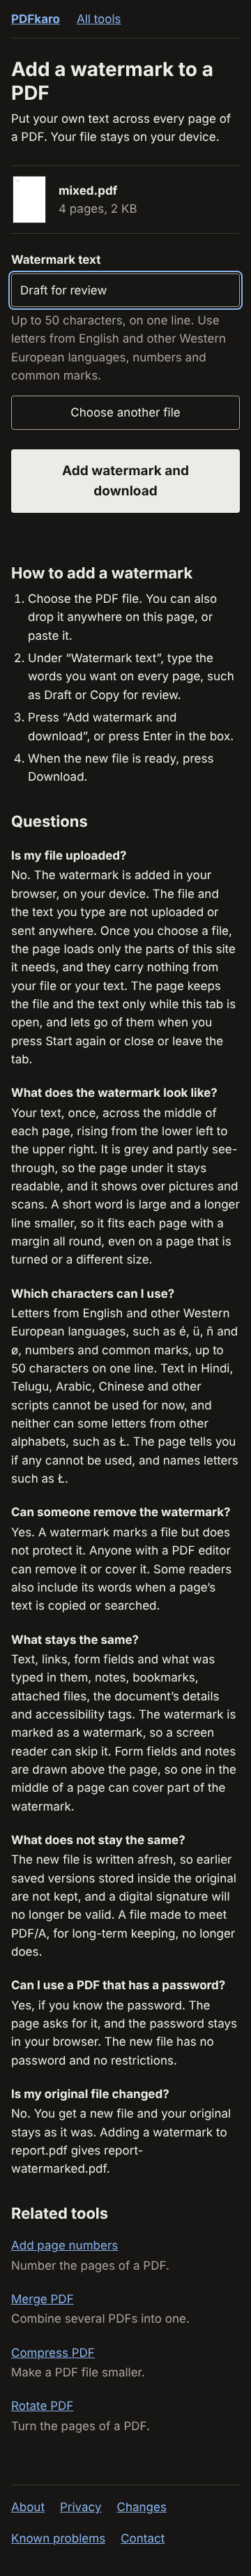 PDFkaro All tools
Add a watermark to a
PDF
Put your own text across every page of
a PDF. Your file stays on your device.
mixed.pdf
4 pages, 2 KB
Watermark text
Draft for review
Up to 50 characters, on one line. Use
letters from English and other Western
European languages, numbers and
common marks.
Choose another file
Add watermark and
download
How to add a watermark
1. Choose the PDF file. You can also
drop it anywhere on this page, or
paste it.
2. Under “Watermark text”, type the
words you want on every page, such
as Draft or Copy for review.
3. Press “Add watermark and
download”, or press Enter in the box.
4. When the new file is ready, press
Download.
Questions
Is my file uploaded?
No. The watermark is added in your
browser, on your device. The file and
the text you type are not uploaded or
sent anywhere. Once you choose a file,
the page loads only the parts of this site
it needs, and they carry nothing from
your file or your text. The page keeps
the file and the text only while this tab is
open, and lets go of them when you
press Start again or close or leave the
tab.
What does the watermark look like?
Your text, once, across the middle of
each page, rising from the lower left to
the upper right. It is grey and partly see-
through, so the page under it stays
readable, and it shows over pictures and
scans. A short word is large and a longer
line smaller, so it fits each page with a
margin all round, even on a page that is
turned or a different size.
Which characters can I use?
Letters from English and other Western
European languages, such as é, ü, ñ and
ø, numbers and common marks, up to
50 characters on one line. Text in Hindi,
Telugu, Arabic, Chinese and other
scripts cannot be used for now, and
neither can some letters from other
alphabets, such as Ł. The page tells you
if any cannot be used, and names letters
such as Ł.
Can someone remove the watermark?
Yes. A watermark marks a file but does
not protect it. Anyone with a PDF editor
can remove it or cover it. Some readers
also include its words when a page’s
text is copied or searched.
What stays the same?
Text, links, form fields and what was
typed in them, notes, bookmarks,
attached files, the document’s details
and accessibility tags. The watermark is
marked as a watermark, so a screen
reader can skip it. Form fields and notes
are drawn above the page, so one in the
middle of a page can cover part of the
watermark.
What does not stay the same?
The new file is written afresh, so earlier
saved versions stored inside the original
are not kept, and a digital signature will
no longer be valid. A file made to meet
PDF/A, for long-term keeping, no longer
does.
Can I use a PDF that has a password?
Yes, if you know the password. The
page asks for it, and the password stays
in your browser. The new file has no
password and no restrictions.
Is my original file changed?
No. You get a new file and your original
stays as it was. Adding a watermark to
report.pdf gives report-
watermarked.pdf.
Related tools
Add page numbers
Number the pages of a PDF.
Merge PDF
Combine several PDFs into one.
Compress PDF
Make a PDF file smaller.
Rotate PDF
Turn the pages of a PDF.
About Privacy Changes
Known problems Contact